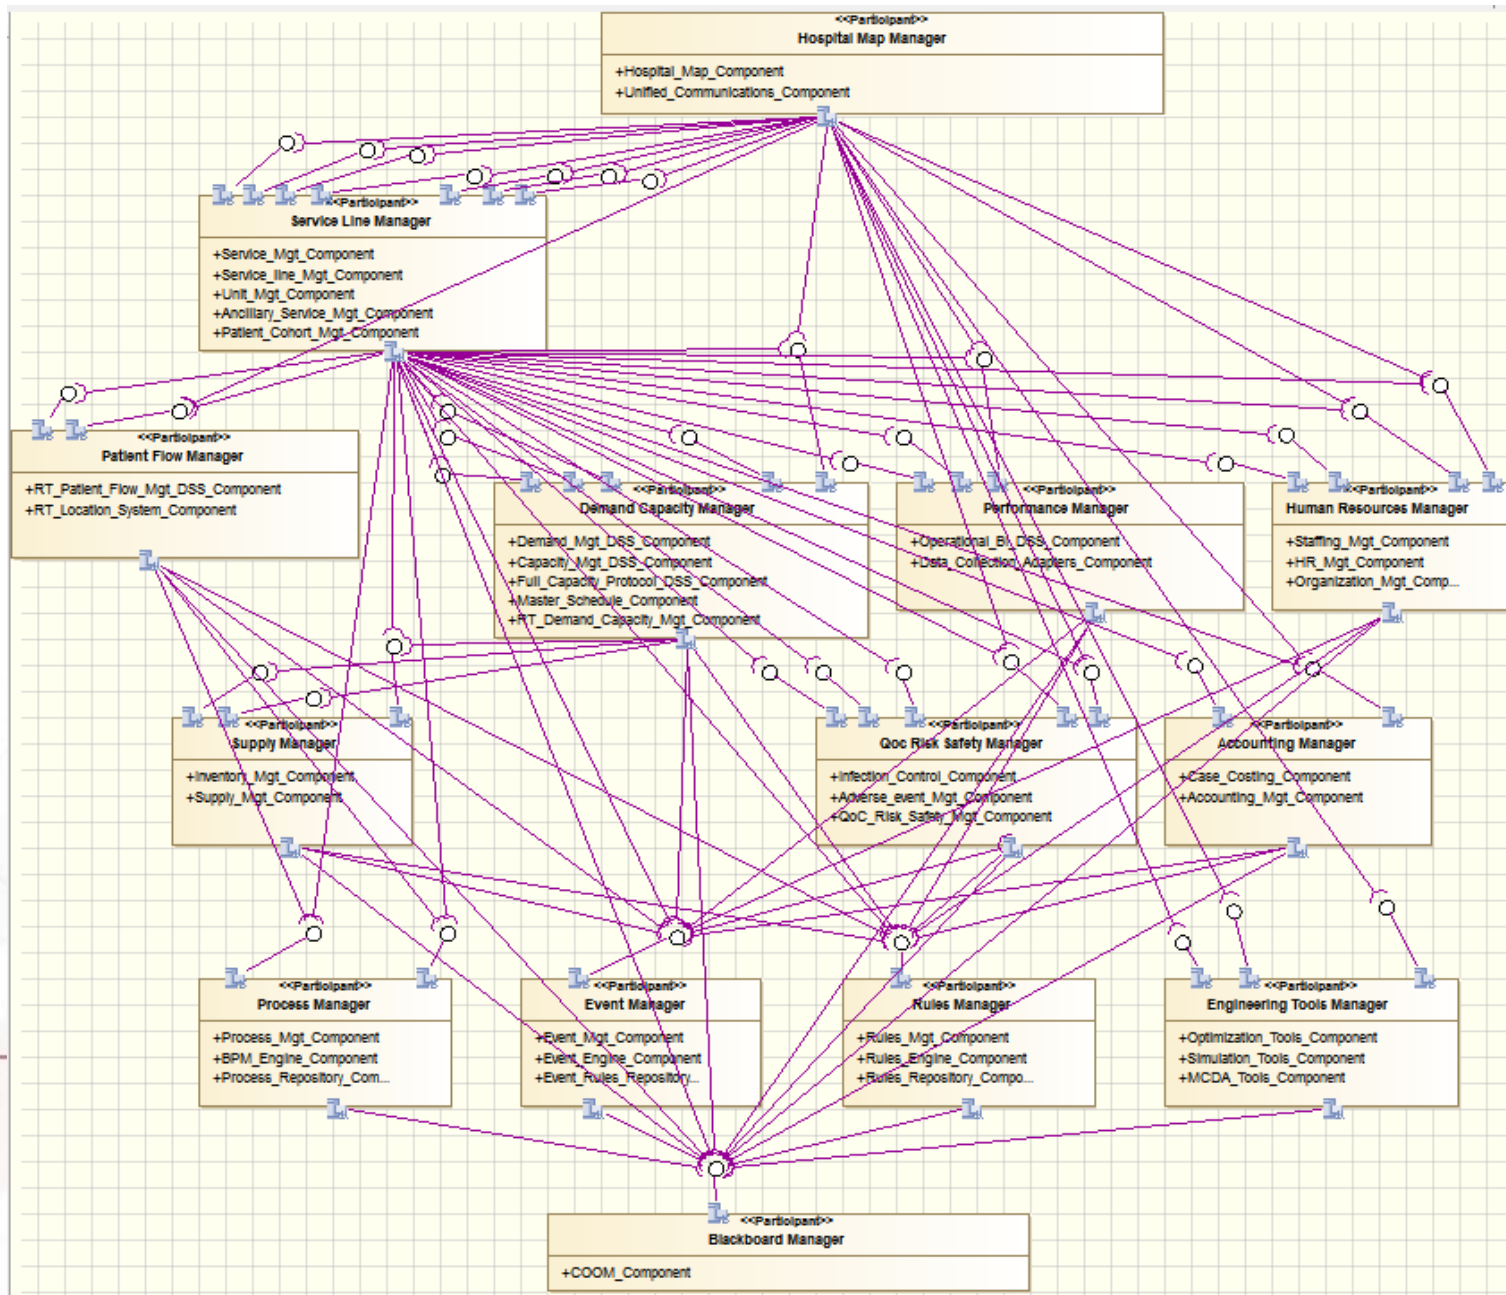 <<Participant>>
Hospital Map Manager
+Hospital_Map_Component
+Unified_Communications_Component
<<Participant>>
Service Line Manager
+Service_Mgt_Component
+Service_line_Mgt_Component
+Unit_Mgt_Component
+Ancillary_Service_Mgt_Component
+Patient_Cohort_Mgt_Component
<<Participant>>
Patient Flow Manager
+RT_Patient_Flow_Mgt_DSS_Component
+RT_Location_System_Component
<<Participant>>
Demand Capacity Manager
+Demand_Mgt_DSS_Component
+Capacity_Mgt_DSS_Component
+Full_Capacity_Protocol_DSS_Component
+Master_Schedule_Component
+RT_Demand_Capacity_Mgt_Component
<<Participant>>
Performance Manager
+Operational_BI_DSS_Component
+Data_Collection_Adapters_Component
<<Participant>>
Human Resources Manager
+Staffing_Mgt_Component
+HR_Mgt_Component
+Organization_Mgt_Comp...
<<Participant>>
Supply Manager
+Inventory_Mgt_Component
+Supply_Mgt_Component
<<Participant>>
Qoc Risk Safety Manager
+Infection_Control_Component
+Adverse_event_Mgt_Component
+QoC_Risk_Safety_Mgt_Component
<<Participant>>
Accounting Manager
+Case_Costing_Component
+Accounting_Mgt_Component
<<Participant>>
Process Manager
+Process_Mgt_Component
+BPM_Engine_Component
+Process_Repository_Com...
<<Participant>>
Event Manager
+Event_Mgt_Component
+Event_Engine_Component
+Event_Rules_Repository...
<<Participant>>
Rules Manager
+Rules_Mgt_Component
+Rules_Engine_Component
+Rules_Repository_Compo...
<<Participant>>
Engineering Tools Manager
+Optimization_Tools_Component
+Simulation_Tools_Component
+MCDA_Tools_Component
<<Participant>>
Blackboard Manager
+COOM_Component